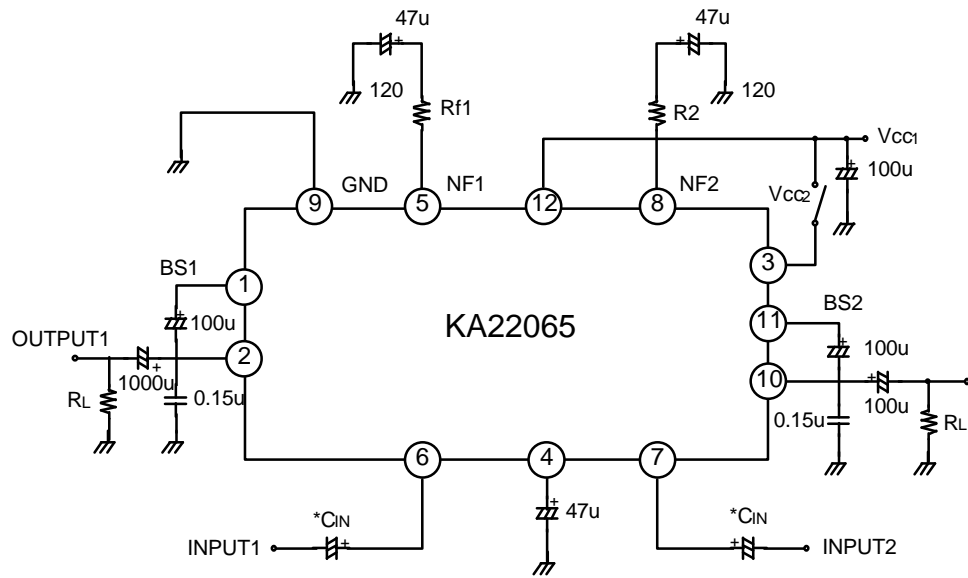 47u
47u
120
120
Rf1
R2
VCC1
100u
VCC2
GND
NF1
NF2
9
5
12
8
3
BS1
1
BS2
11
KA22065
100u
100u
OUTPUT1
2
10
1000u
100u
RL
0.15u
0.15u
RL
6
4
7
*CIN
47u
*CIN
INPUT1
INPUT2